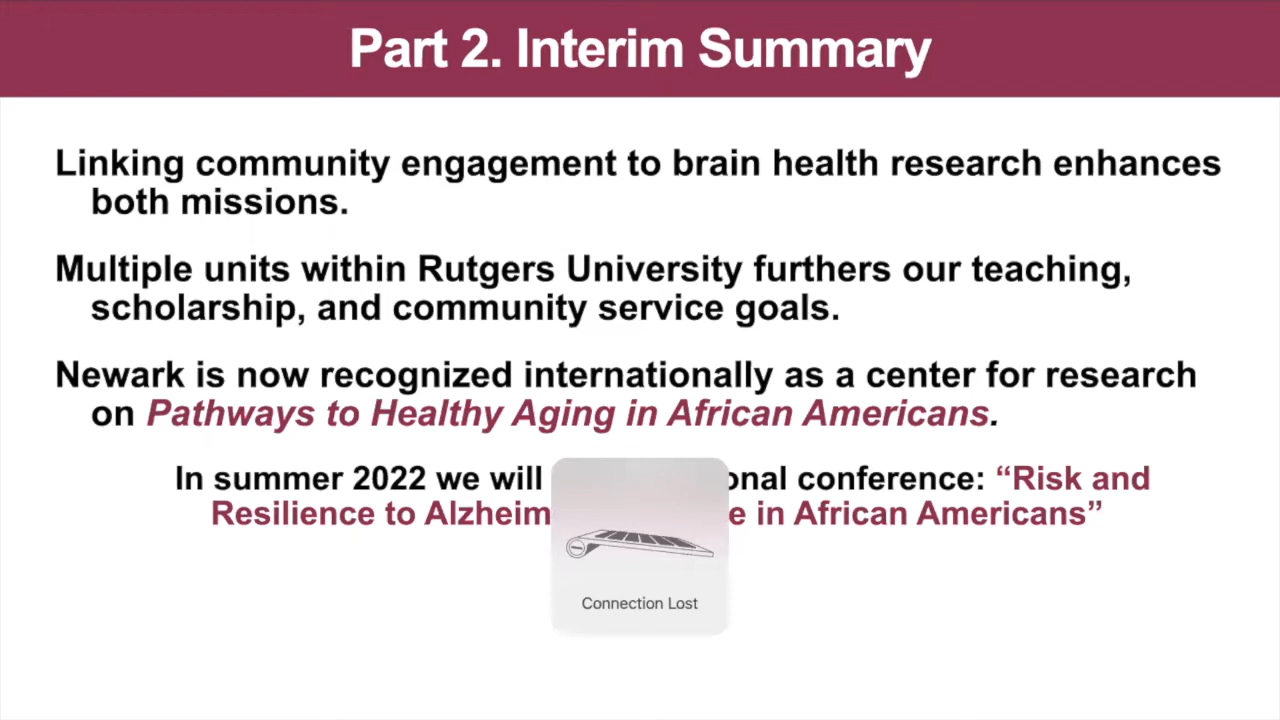 Part 2. Interim Summary
Linking community engagement to brain health research enhances
both missions.
Multiple units within Rutgers University furthers our teaching,
scholarship, and community service goals.
Newark is now recognized internationally as a center for research
on Pathways to Healthy Aging in African Americans.
In summer 2022 we will onal conference: “Risk and
Resilience to Alzheim e in African Americans”
Connection Lost